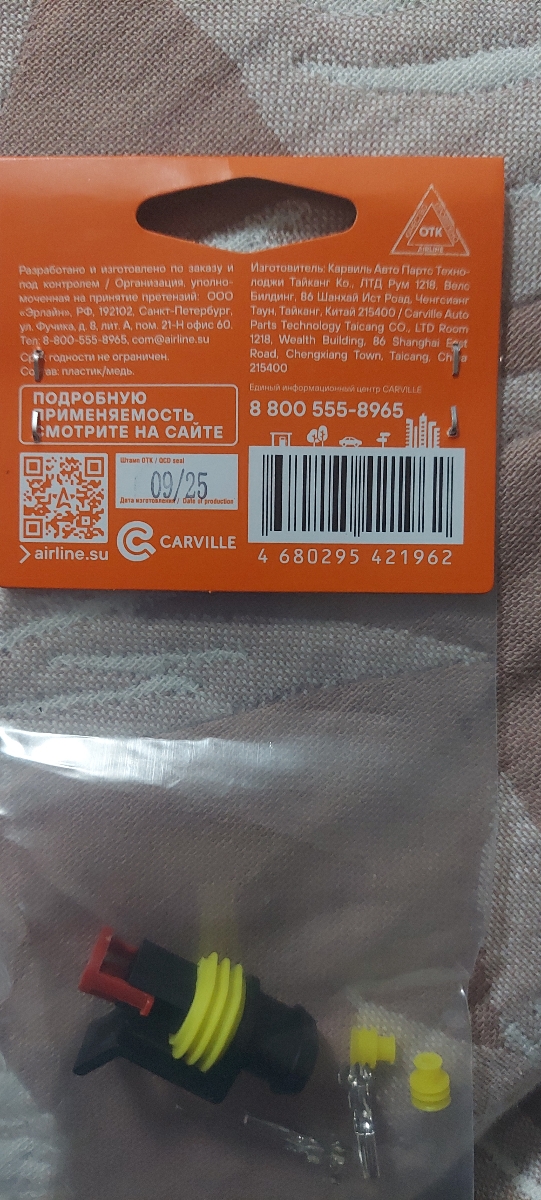 ОТК
AIRLINE
Разработано и изготовлено по заказу и
под контролем / Организация, уполно-
моченная на принятие претензий: ООО
«Эрлайн», РФ, 192102, Санкт-Петербург,
ул. Фучика, д. 8, лит. А, пом. 21-Н офис 60.
Тел: 8-800-555-8965, com@airline.su
годности не ограничен.
пластик/медь.
Изготовитель: Карвиль Авто Партс Техно-
лоджи Тайканг Ко., ЛТД Рум 1218, Велс
Билдинг, 86 Шанхай Ист Роад, Ченгсианг
Таун, Тайканг, Китай 215400 / Carville Auto
Parts Technology Taicang CO., LTD Room
1218, Wealth Building, 86 Shanghai East
Road, Chengxiang Town, Taicang, China
215400
Единый информационный центр CARVILLE
8 800 555-8965
ПОДРОБНУЮ
ПРИМЕНЯЕМОСТЬ
СМОТРИТЕ НА САЙТЕ
Штамп ОТК / QCD seal
09/25
Дата изготовления / Date of production
airline.su
CARVILLE
4 680295 421962